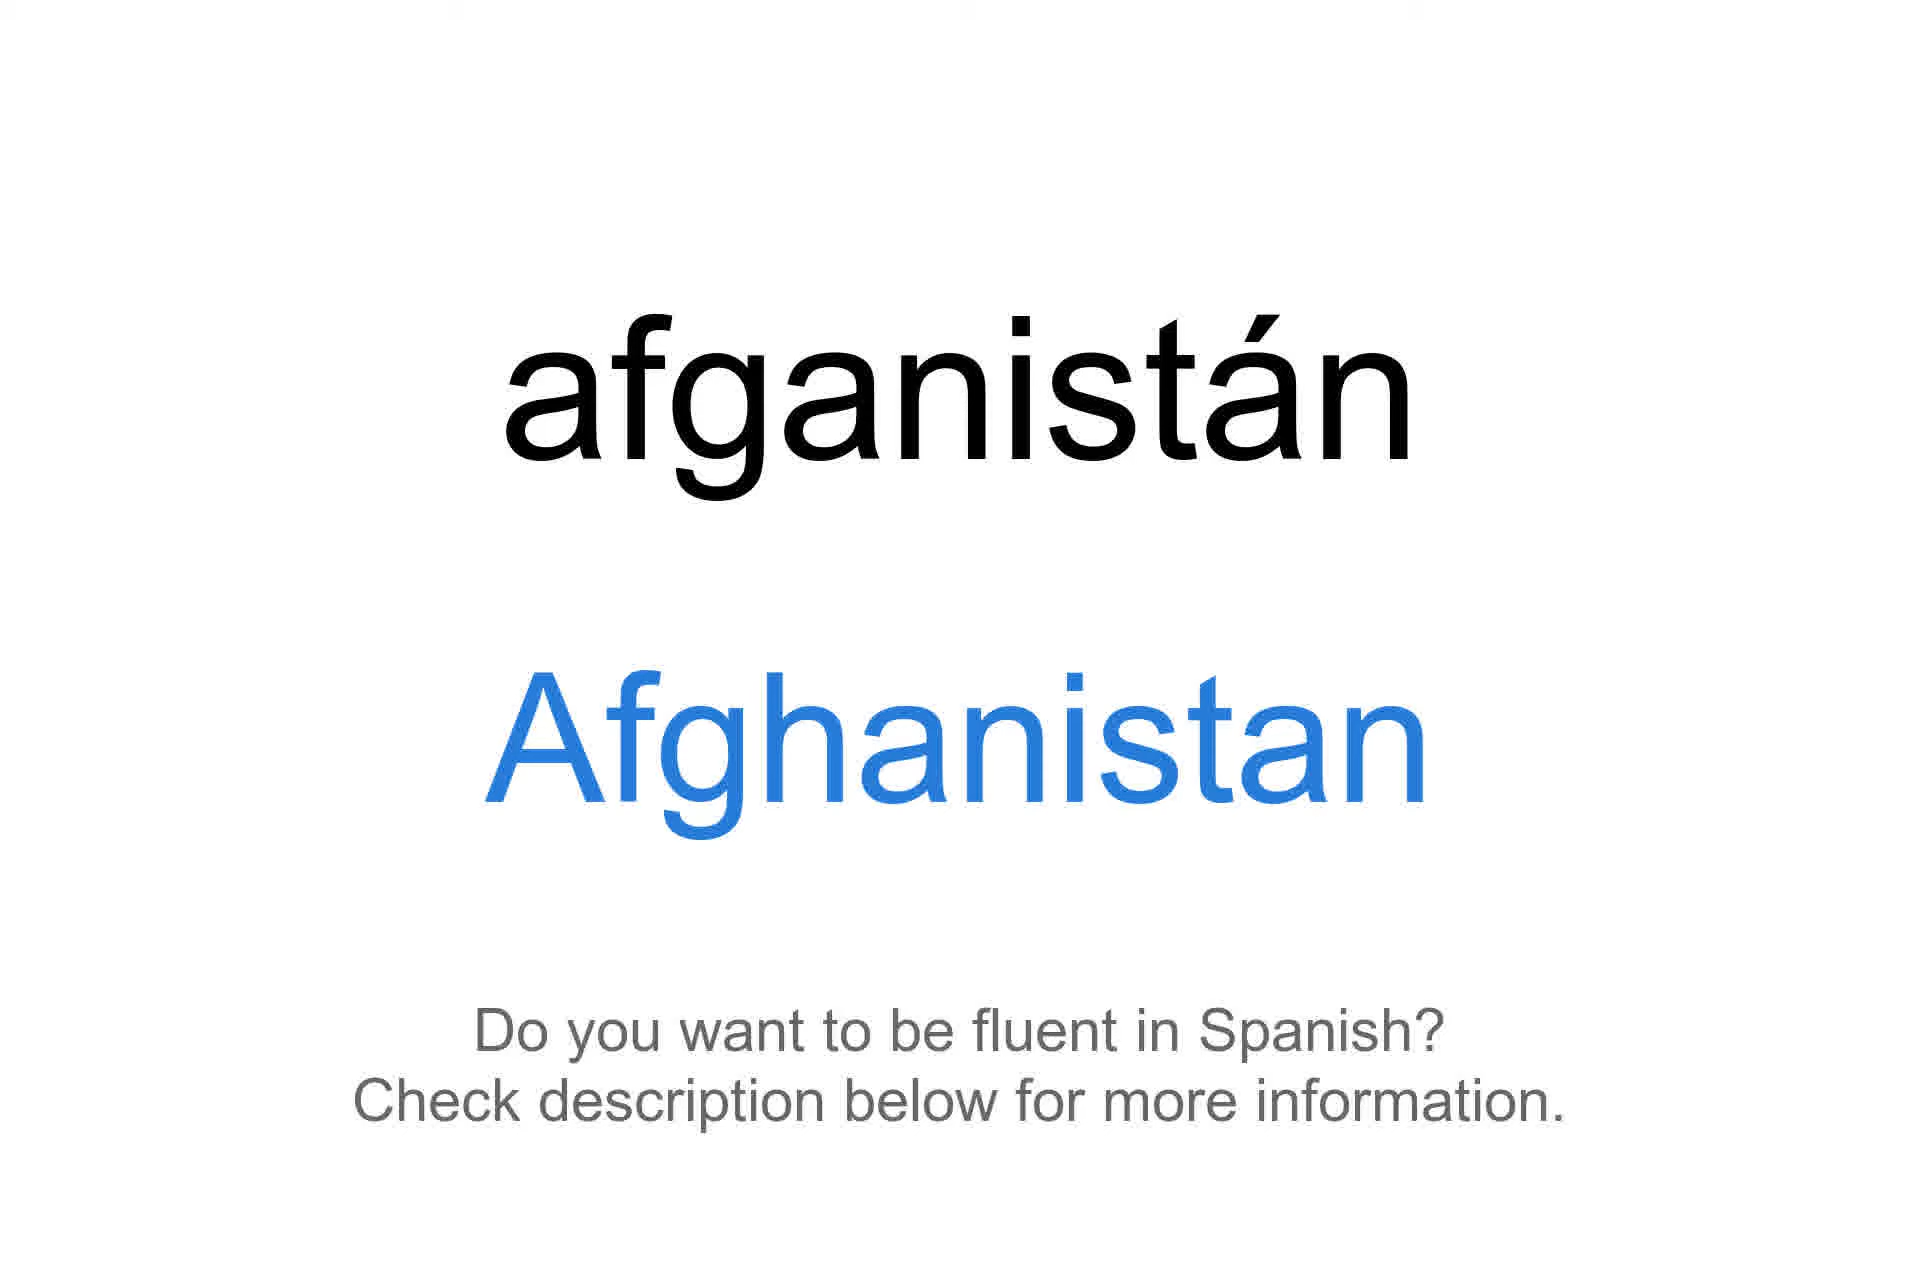 afganistán
Afghanistan
Do you want to be fluent in Spanish?
Check description below for more information.